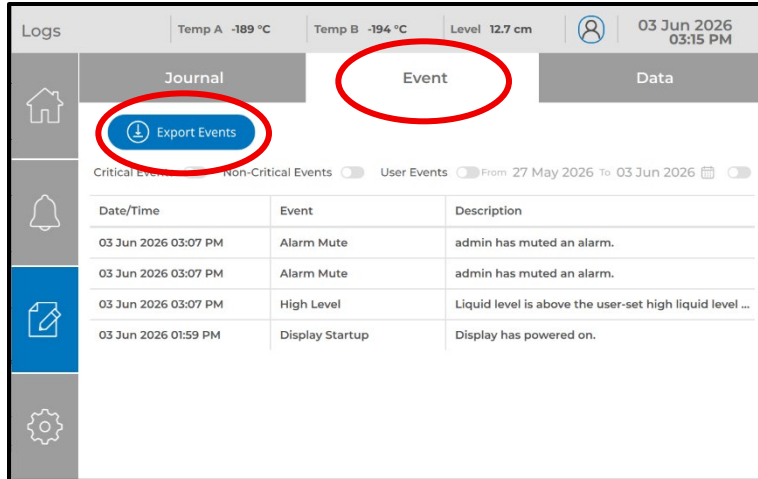 Logs Temp A -189 °C Temp B -194 °C Level 12.7 cm 03 Jun 2026
03:15 PM
Journal Event Data
Export Events
Critical Events Non-Critical Events User Events From 27 May 2026 To 03 Jun 2026
Date/Time Event Description
03 Jun 2026 03:07 PM Alarm Mute admin has muted an alarm.
03 Jun 2026 03:07 PM Alarm Mute admin has muted an alarm.
03 Jun 2026 03:07 PM High Level Liquid level is above the user-set high liquid level ...
03 Jun 2026 01:59 PM Display Startup Display has powered on.